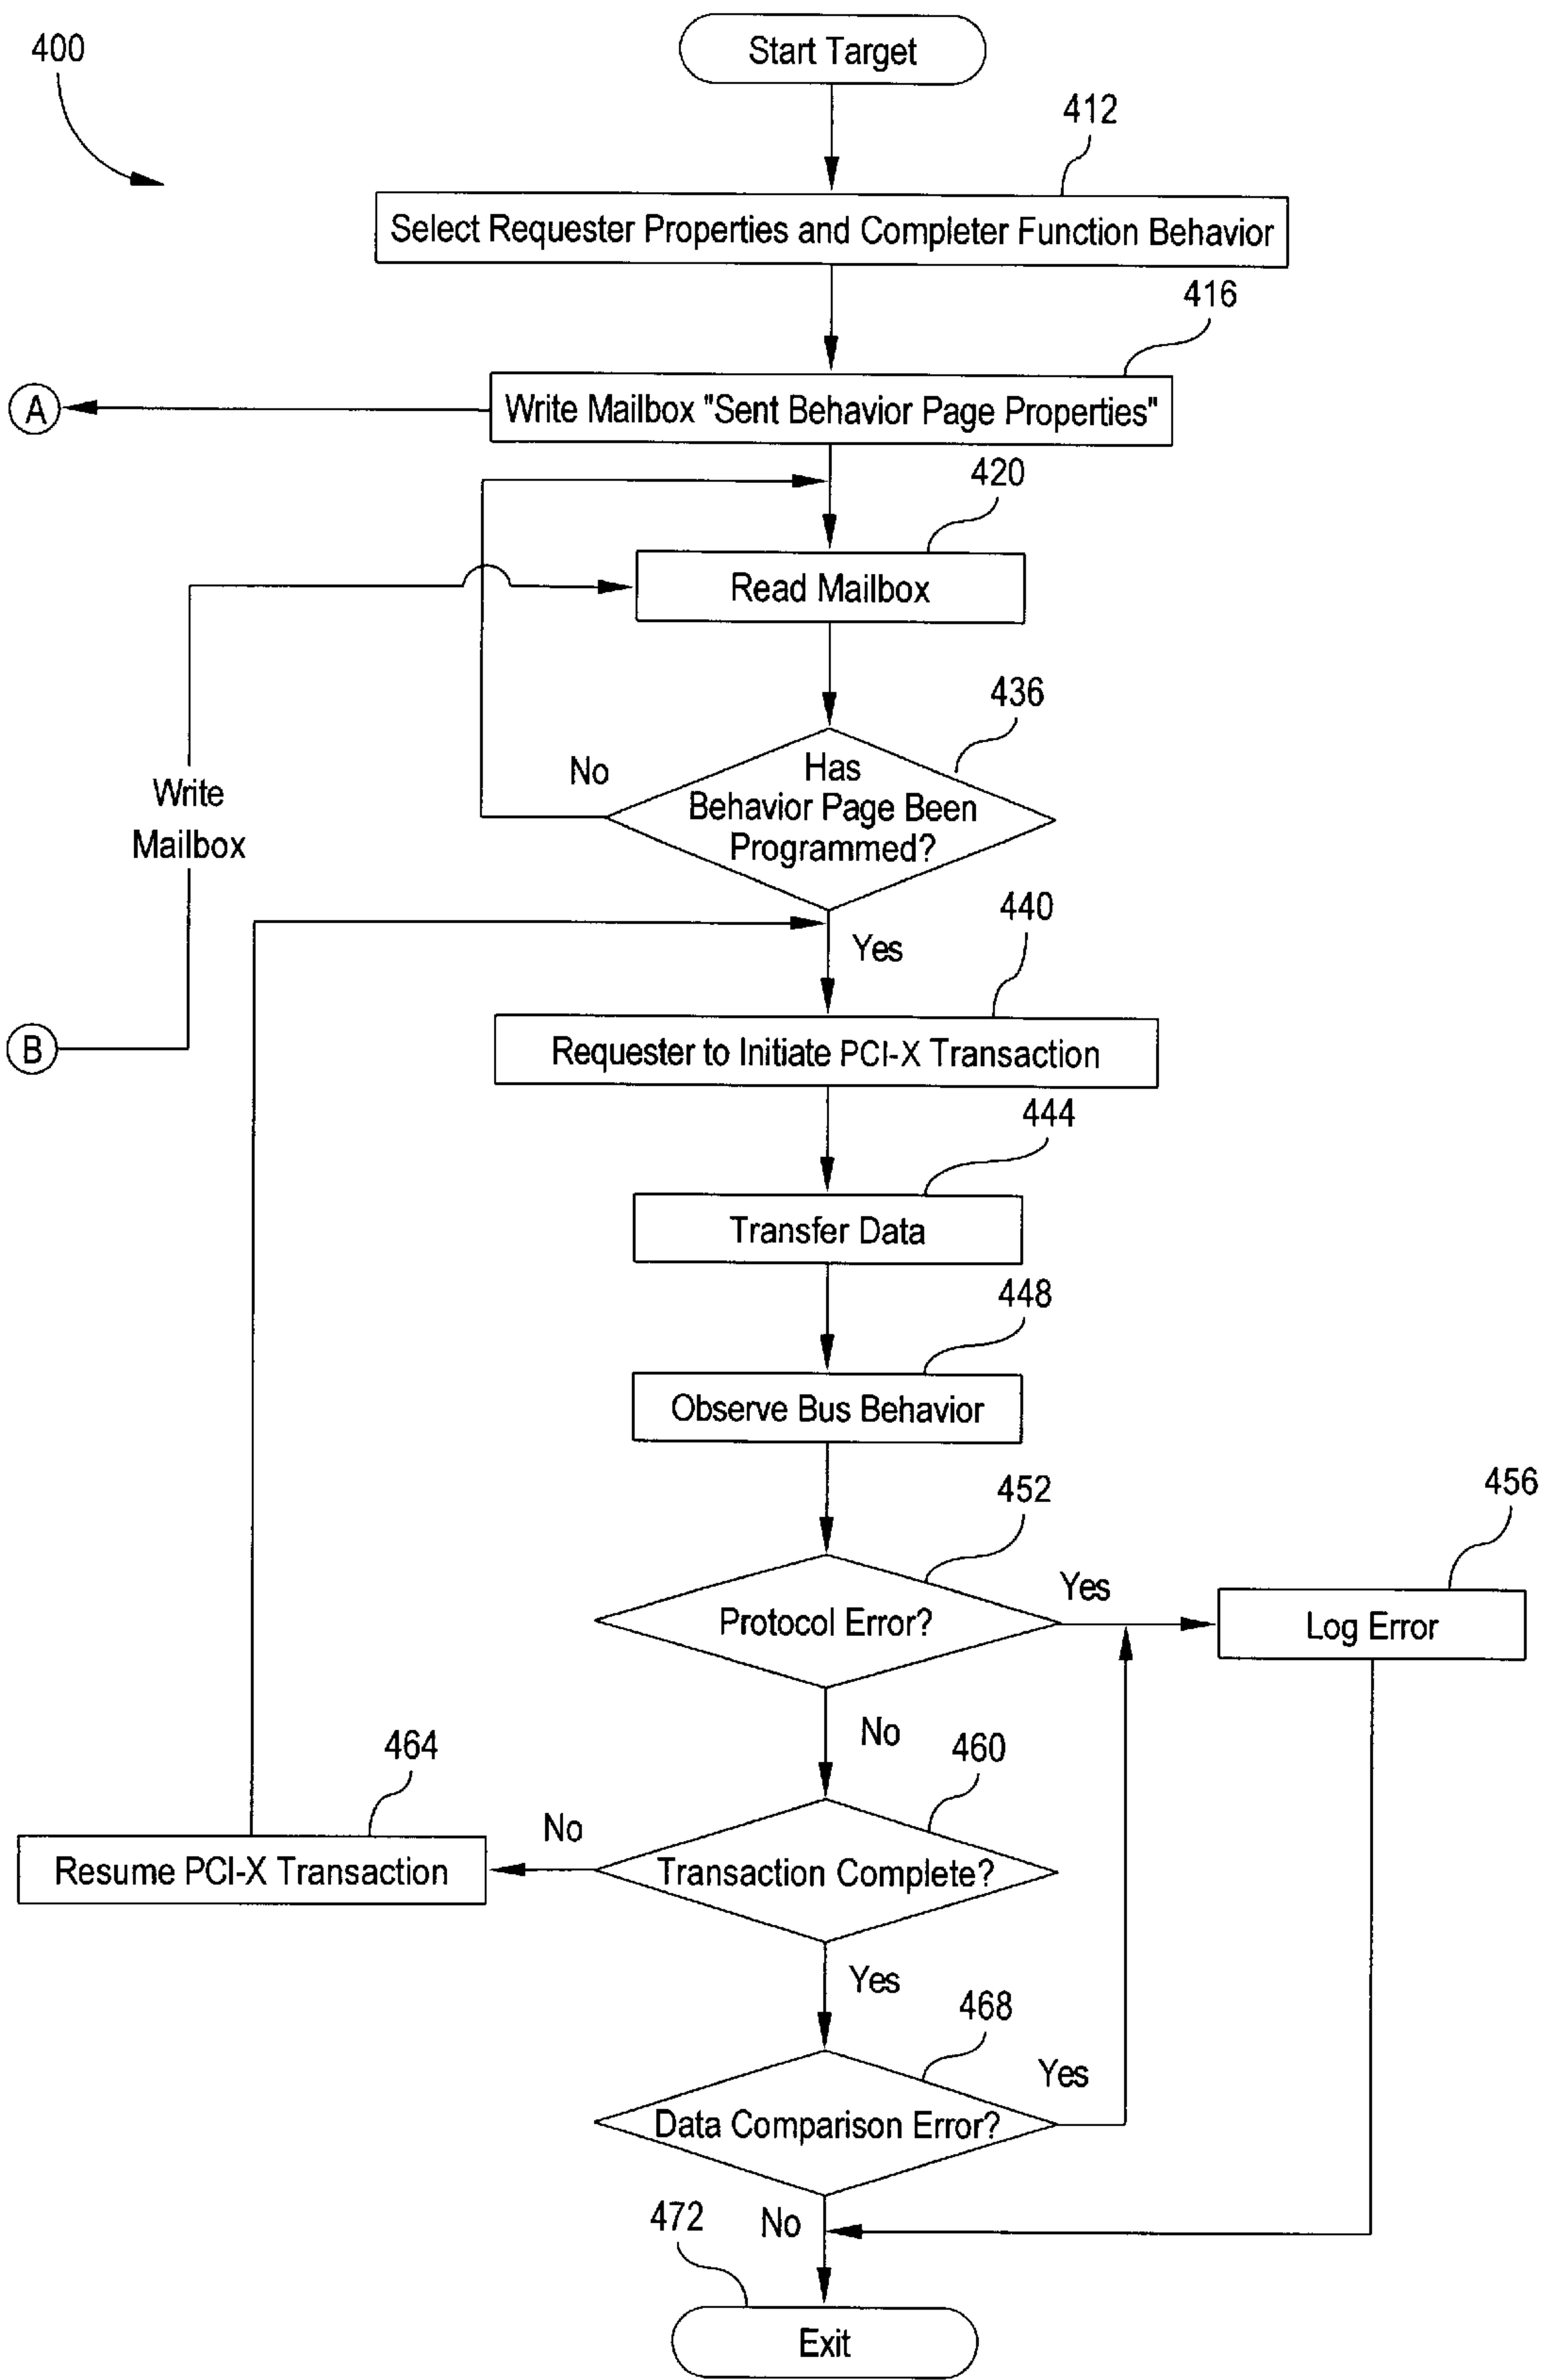 Start Target
400
412
Select Requester Properties and Completer Function Behavior
416
A
Write Mailbox "Sent Behavior Page Properties"
420
Read Mailbox
436
No
Has
Behavior Page Been
Programmed?
Write
Mailbox
440
Yes
B
Requester to Initiate PCI-X Transaction
444
Transfer Data
448
Observe Bus Behavior
452
456
Yes
Protocol Error?
Log Error
No
464
460
No
Resume PCI-X Transaction
Transaction Complete?
Yes
468
Yes
Data Comparison Error?
472
No
Exit